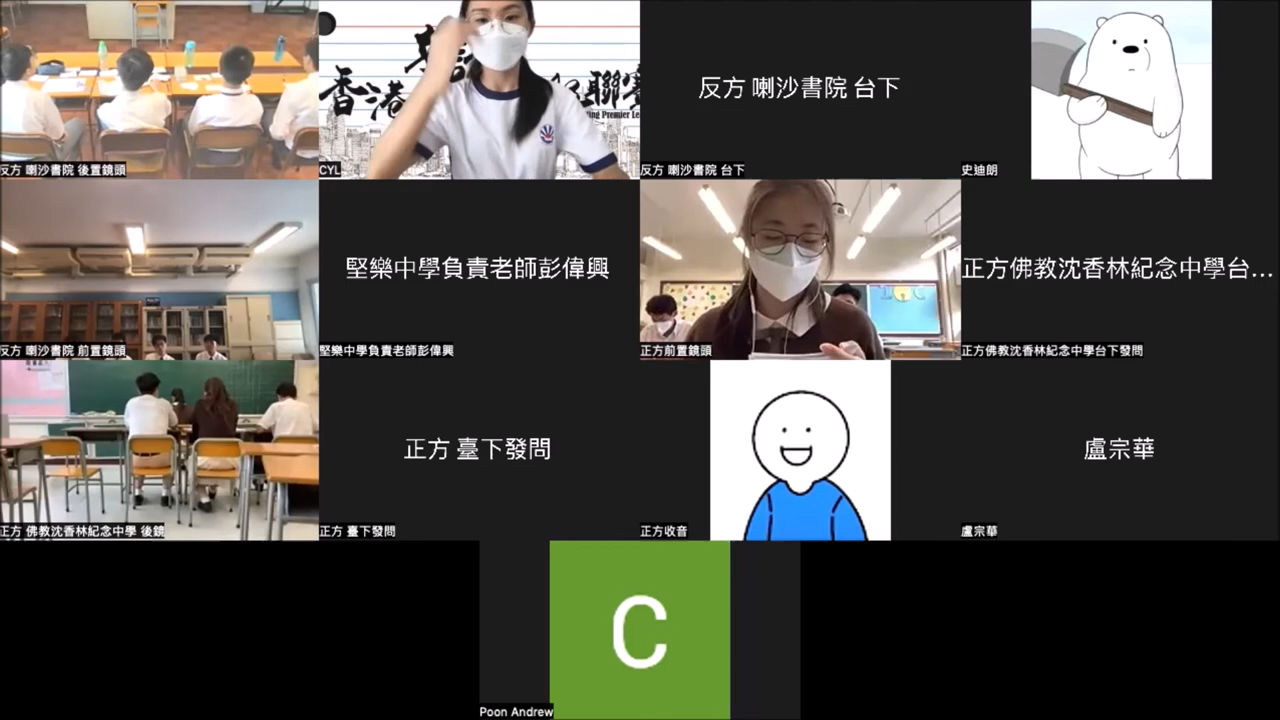 反方 喇沙書院 後置鏡頭
香港
聯
ing Premier Le
CYL
反方 喇沙書院 台下
反方 喇沙書院 台下
史迪朗
反方 喇沙書院 前置鏡頭
堅樂中學負責老師彭偉興
堅樂中學負責老師彭偉興
正方前置鏡頭
正方佛教沈香林紀念中學台...
正方佛教沈香林紀念中學台下發問
正方 佛教沈香林紀念中學 後鏡
正方 臺下發問
正方 臺下發問
正方收音
盧宗華
盧宗華
C
Poon Andrew